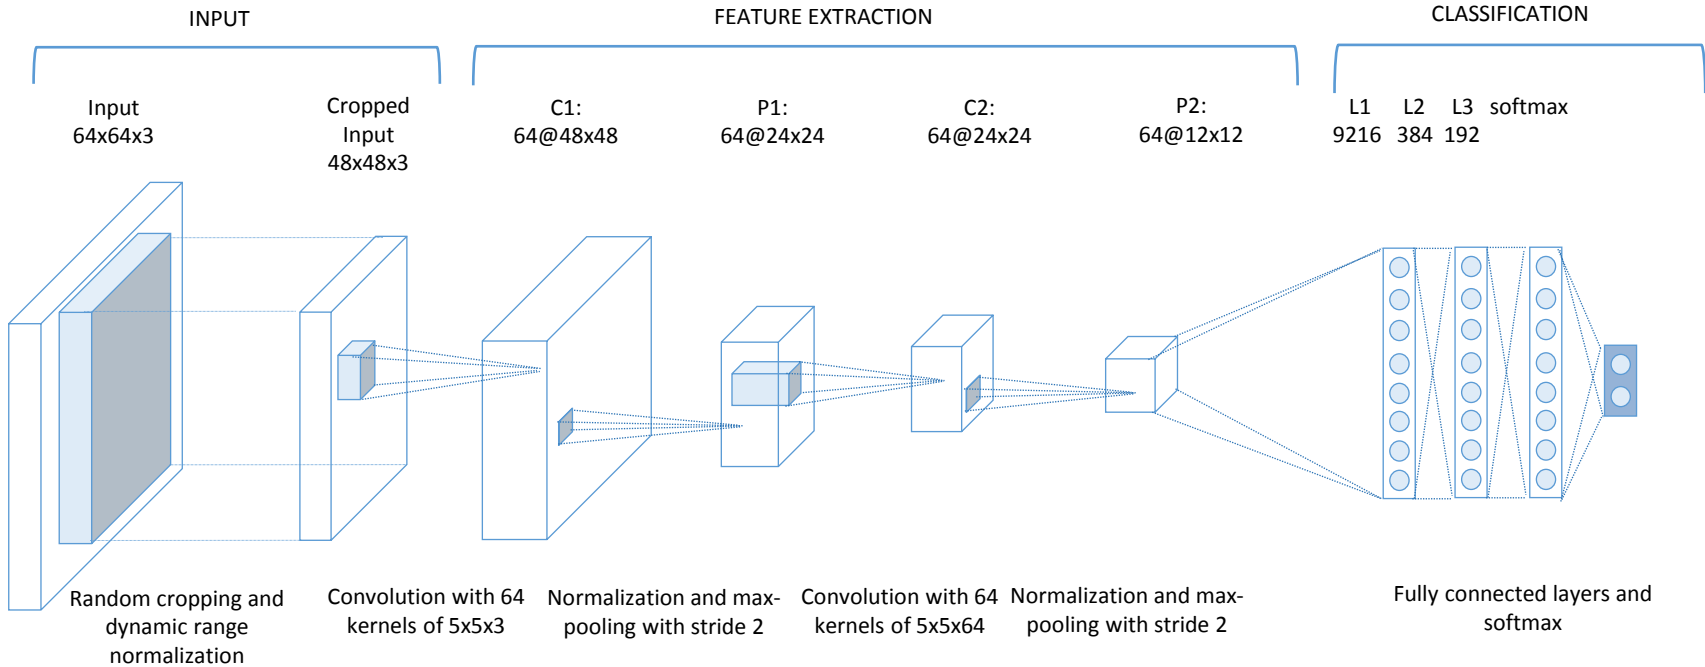 INPUT
FEATURE EXTRACTION
CLASSIFICATION
Input
64x64x3
Cropped
Input
48x48x3
C1:
64@48x48
P1:
64@24x24
C2:
64@24x24
P2:
64@12x12
L1 L2 L3 softmax
9216 384 192
Random cropping and
dynamic range
normalization
Convolution with 64
kernels of 5x5x3
Normalization and max-
pooling with stride 2
Convolution with 64
kernels of 5x5x64
Normalization and max-
pooling with stride 2
Fully connected layers and
softmax